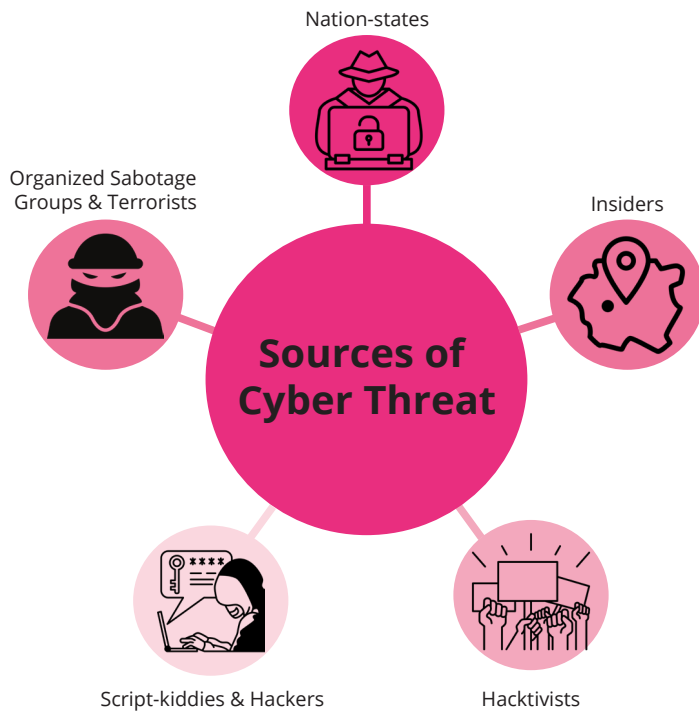 Nation-states
Organized Sabotage
Groups & Terrorists
Insiders
Sources of
Cyber Threat
****
Script-kiddies & Hackers
Hacktivists